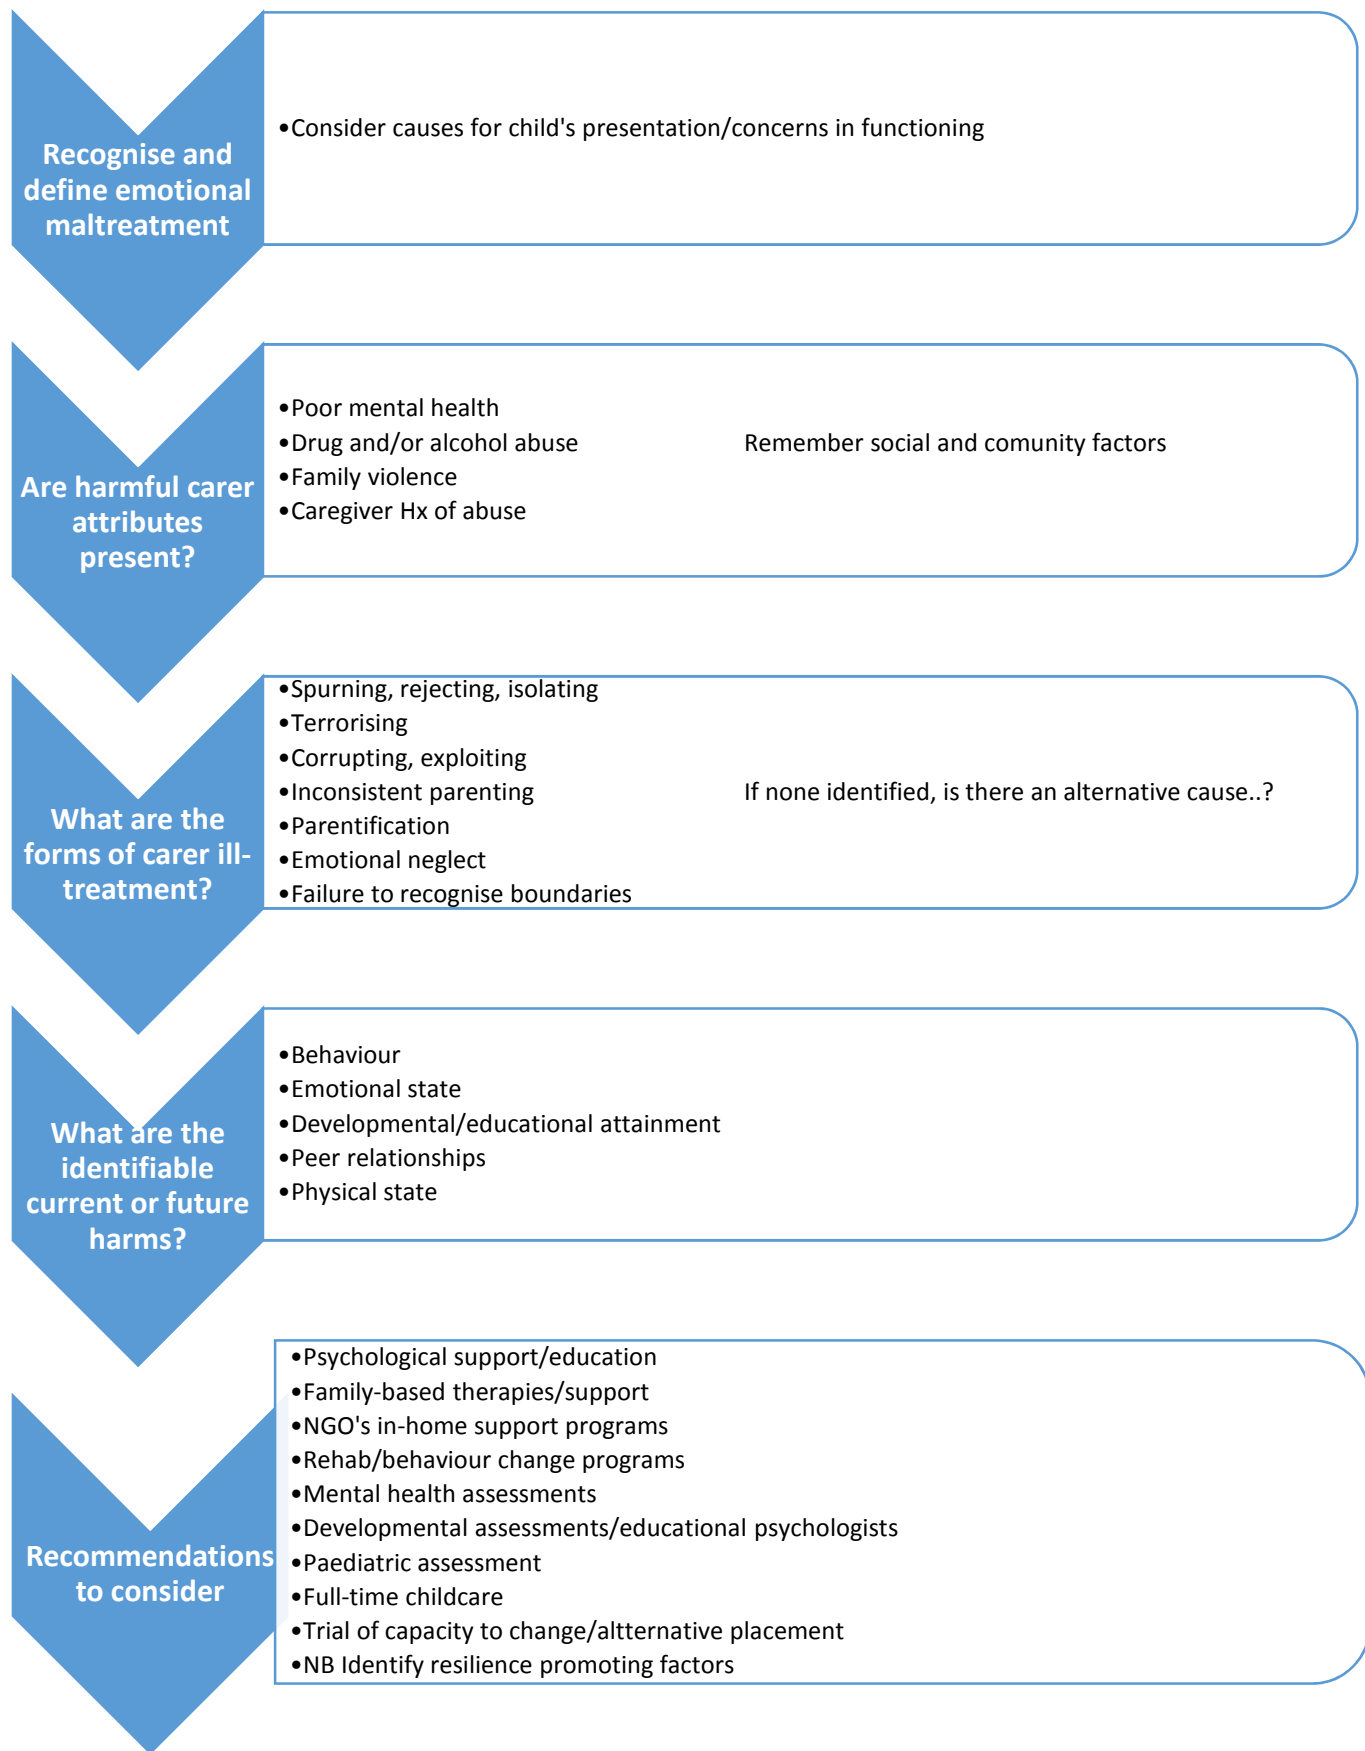 Recognise and
define emotional
maltreatment
•Consider causes for child's presentation/concerns in functioning
Are harmful carer
attributes
present?
•Poor mental health
•Drug and/or alcohol abuse Remember social and comunity factors
•Family violence
•Caregiver Hx of abuse
What are the
forms of carer ill-
treatment?
•Spurning, rejecting, isolating
•Terrorising
•Corrupting, exploiting
•Inconsistent parenting If none identified, is there an alternative cause..?
•Parentification
•Emotional neglect
•Failure to recognise boundaries
What are the
identifiable
current or future
harms?
•Behaviour
•Emotional state
•Developmental/educational attainment
•Peer relationships
•Physical state
Recommendations
to consider
•Psychological support/education
•Family-based therapies/support
•NGO's in-home support programs
•Rehab/behaviour change programs
•Mental health assessments
•Developmental assessments/educational psychologists
•Paediatric assessment
•Full-time childcare
•Trial of capacity to change/altternative placement
•NB Identify resilience promoting factors